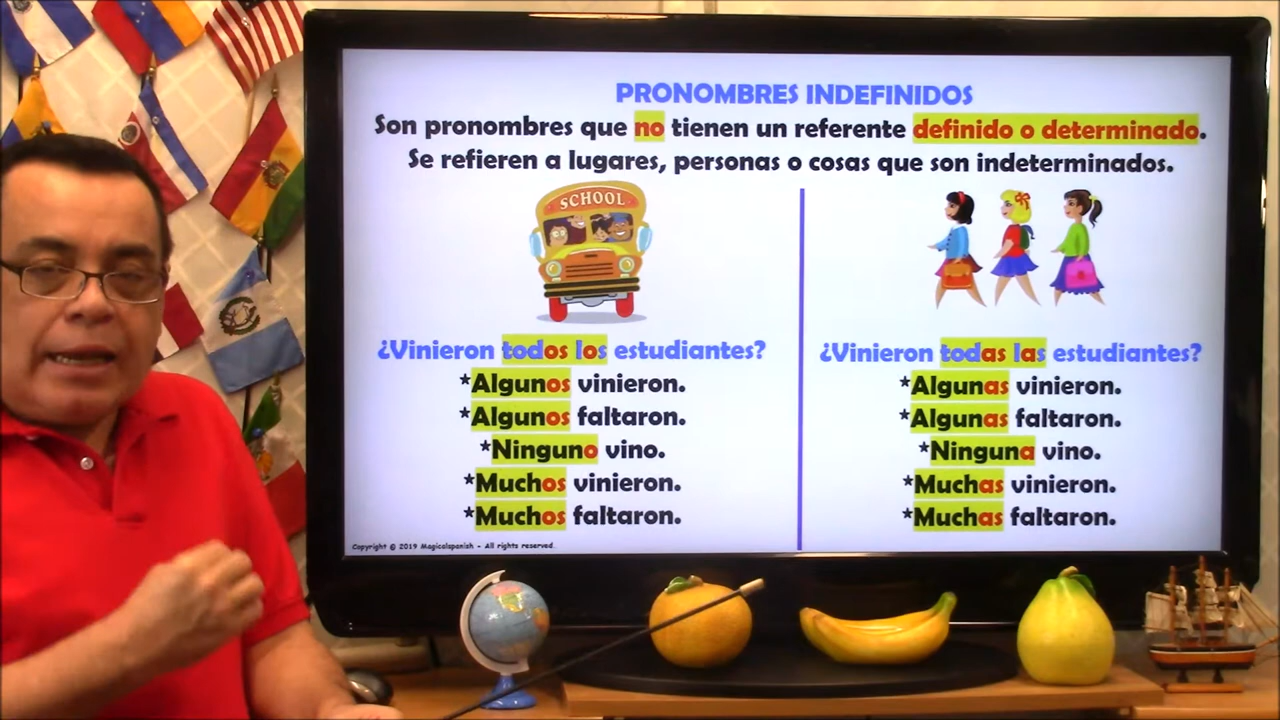 PRONOMBRES INDEFINIDOS
Son pronombres que no tienen un referente definido o determinado.
Se refieren a lugares, personas o cosas que son indeterminados.
SCHOOL
¿Vinieron todos los estudiantes?
*Algunos vinieron.
*Algunos faltaron.
*Ninguno vino.
*Muchos vinieron.
*Muchos faltaron.
¿Vinieron todas las estudiantes?
*Algunas vinieron.
*Algunas faltaron.
*Ninguna vino.
*Muchas vinieron.
*Muchas faltaron.
Copyright © 2019 Magicalspanish - All rights reserved.